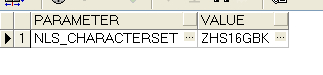 PARAMETER VALUE
1 NLS_CHARACTERSET ... ZHS16GBK ...